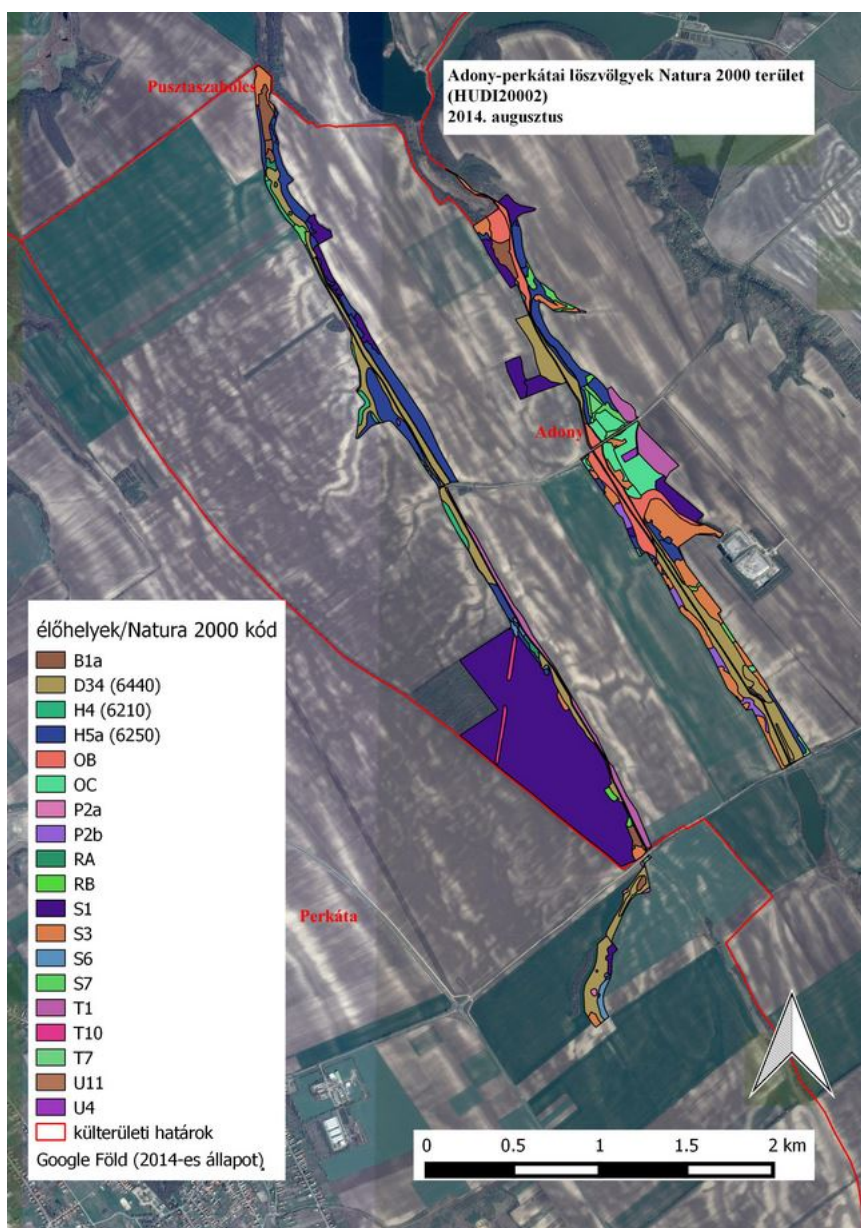 Adony-perkátai löszvölgyek Natura 2000 terület
(HUDI20002)
2014. augusztus
Pusztaszabolcs
Adony
Perkáta
élőhelyek/Natura 2000 kód
B1a
D34 (6440)
H4 (6210)
H5a (6250)
OB
OC
P2a
P2b
RA
RB
S1
S3
S6
S7
T1
T10
T7
U11
U4
külterületi határok
Google Föld (2014-es állapot)
0 0.5 1 1.5 2 km